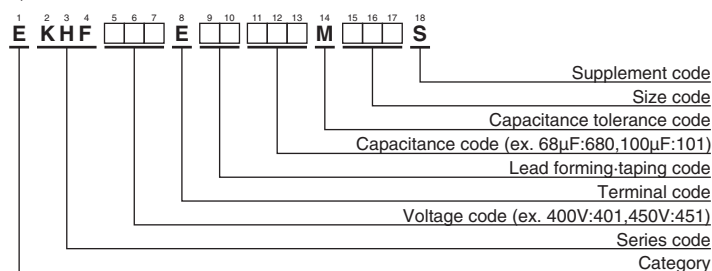 1 2 3 4 5 6 7 8 9 10 11 12 13 14 15 16 17 18
E KHF E M S
Supplement code
Size code
Capacitance tolerance code
Capacitance code (ex. 68μF:680,100μF:101)
Lead forming·taping code
Terminal code
Voltage code (ex. 400V:401,450V:451)
Series code
Category